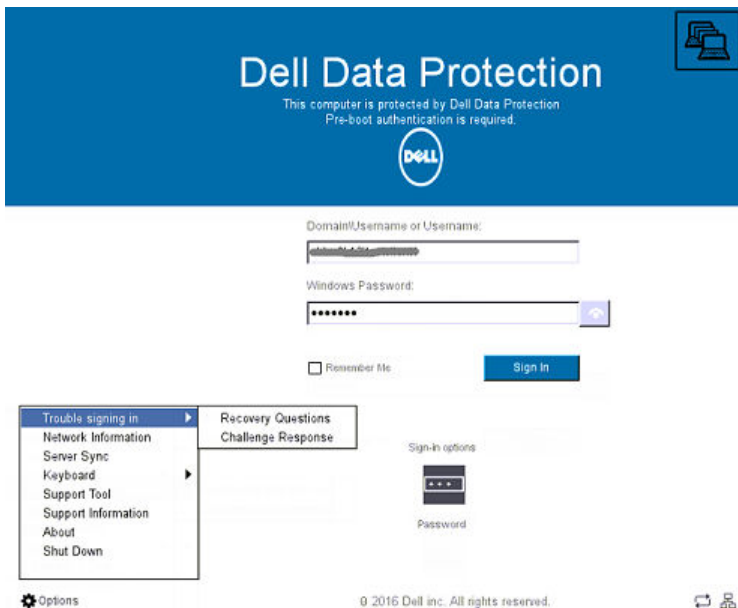 Dell Data Protection
This computer is protected by Dell Data Protection
Pre-boot authentication is required.
DELL
Domain\Username or Username:
Windows Password:
Remember Me
Sign In
Trouble signing in
Network Information
Server Sync
Keyboard
Support Tool
Support Information
About
Shut Down
Recovery Questions
Challenge Response
Sign-in options
Password
Options
© 2016 Dell inc. All rights reserved.